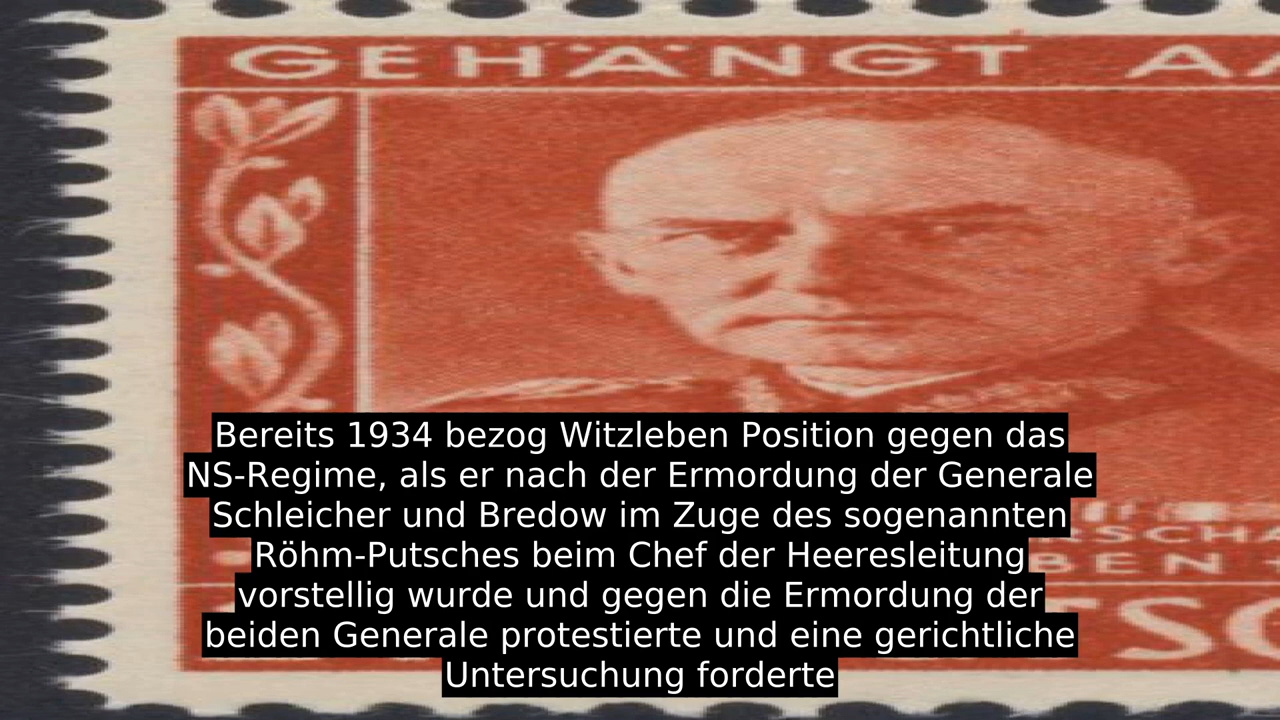 GEHÄNGT A
Bereits 1934 bezog Witzleben Position gegen das
NS-Regime, als er nach der Ermordung der Generale
Schleicher und Bredow im Zuge des sogenannten
Röhm-Putsches beim Chef der Heeresleitung
vorstellig wurde und gegen die Ermordung der
beiden Generale protestierte und eine gerichtliche
Untersuchung forderte